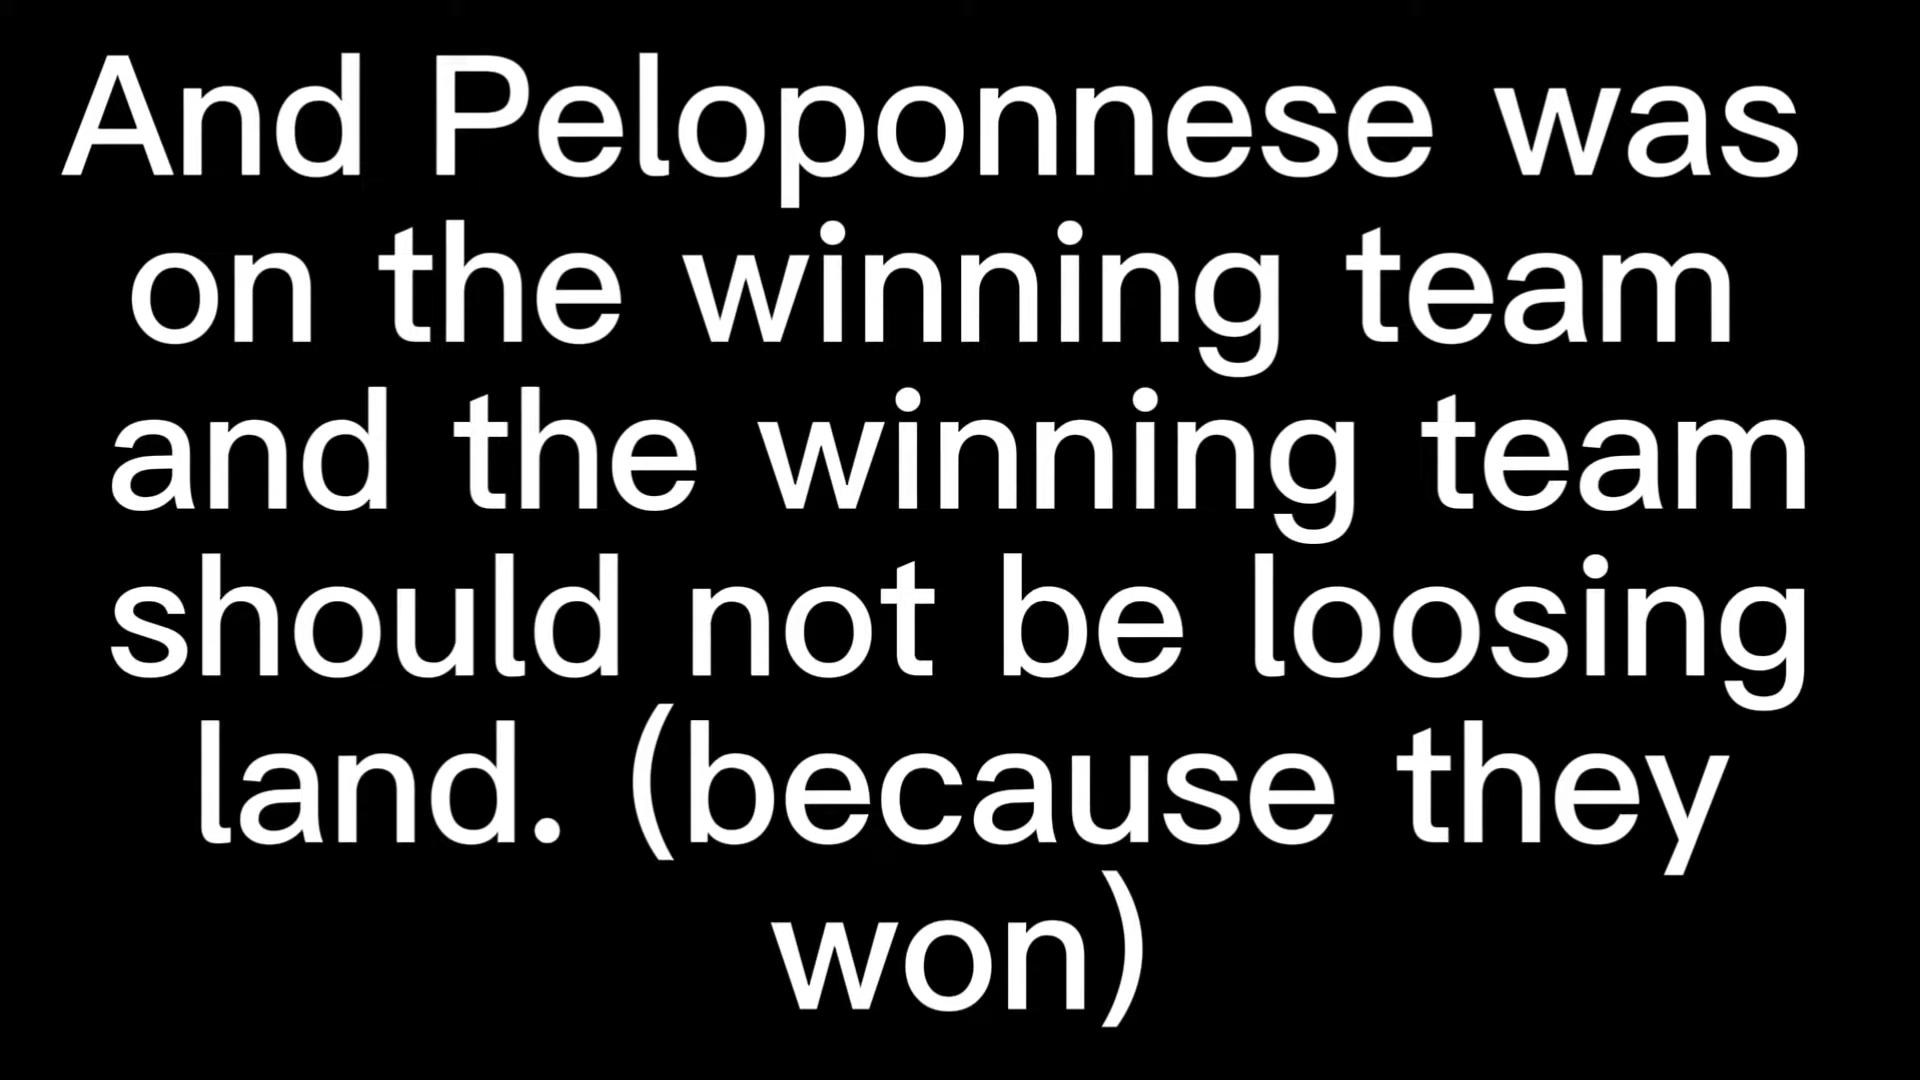 And Peloponnese was
on the winning team
and the winning team
should not be loosing
land. (because they
won)